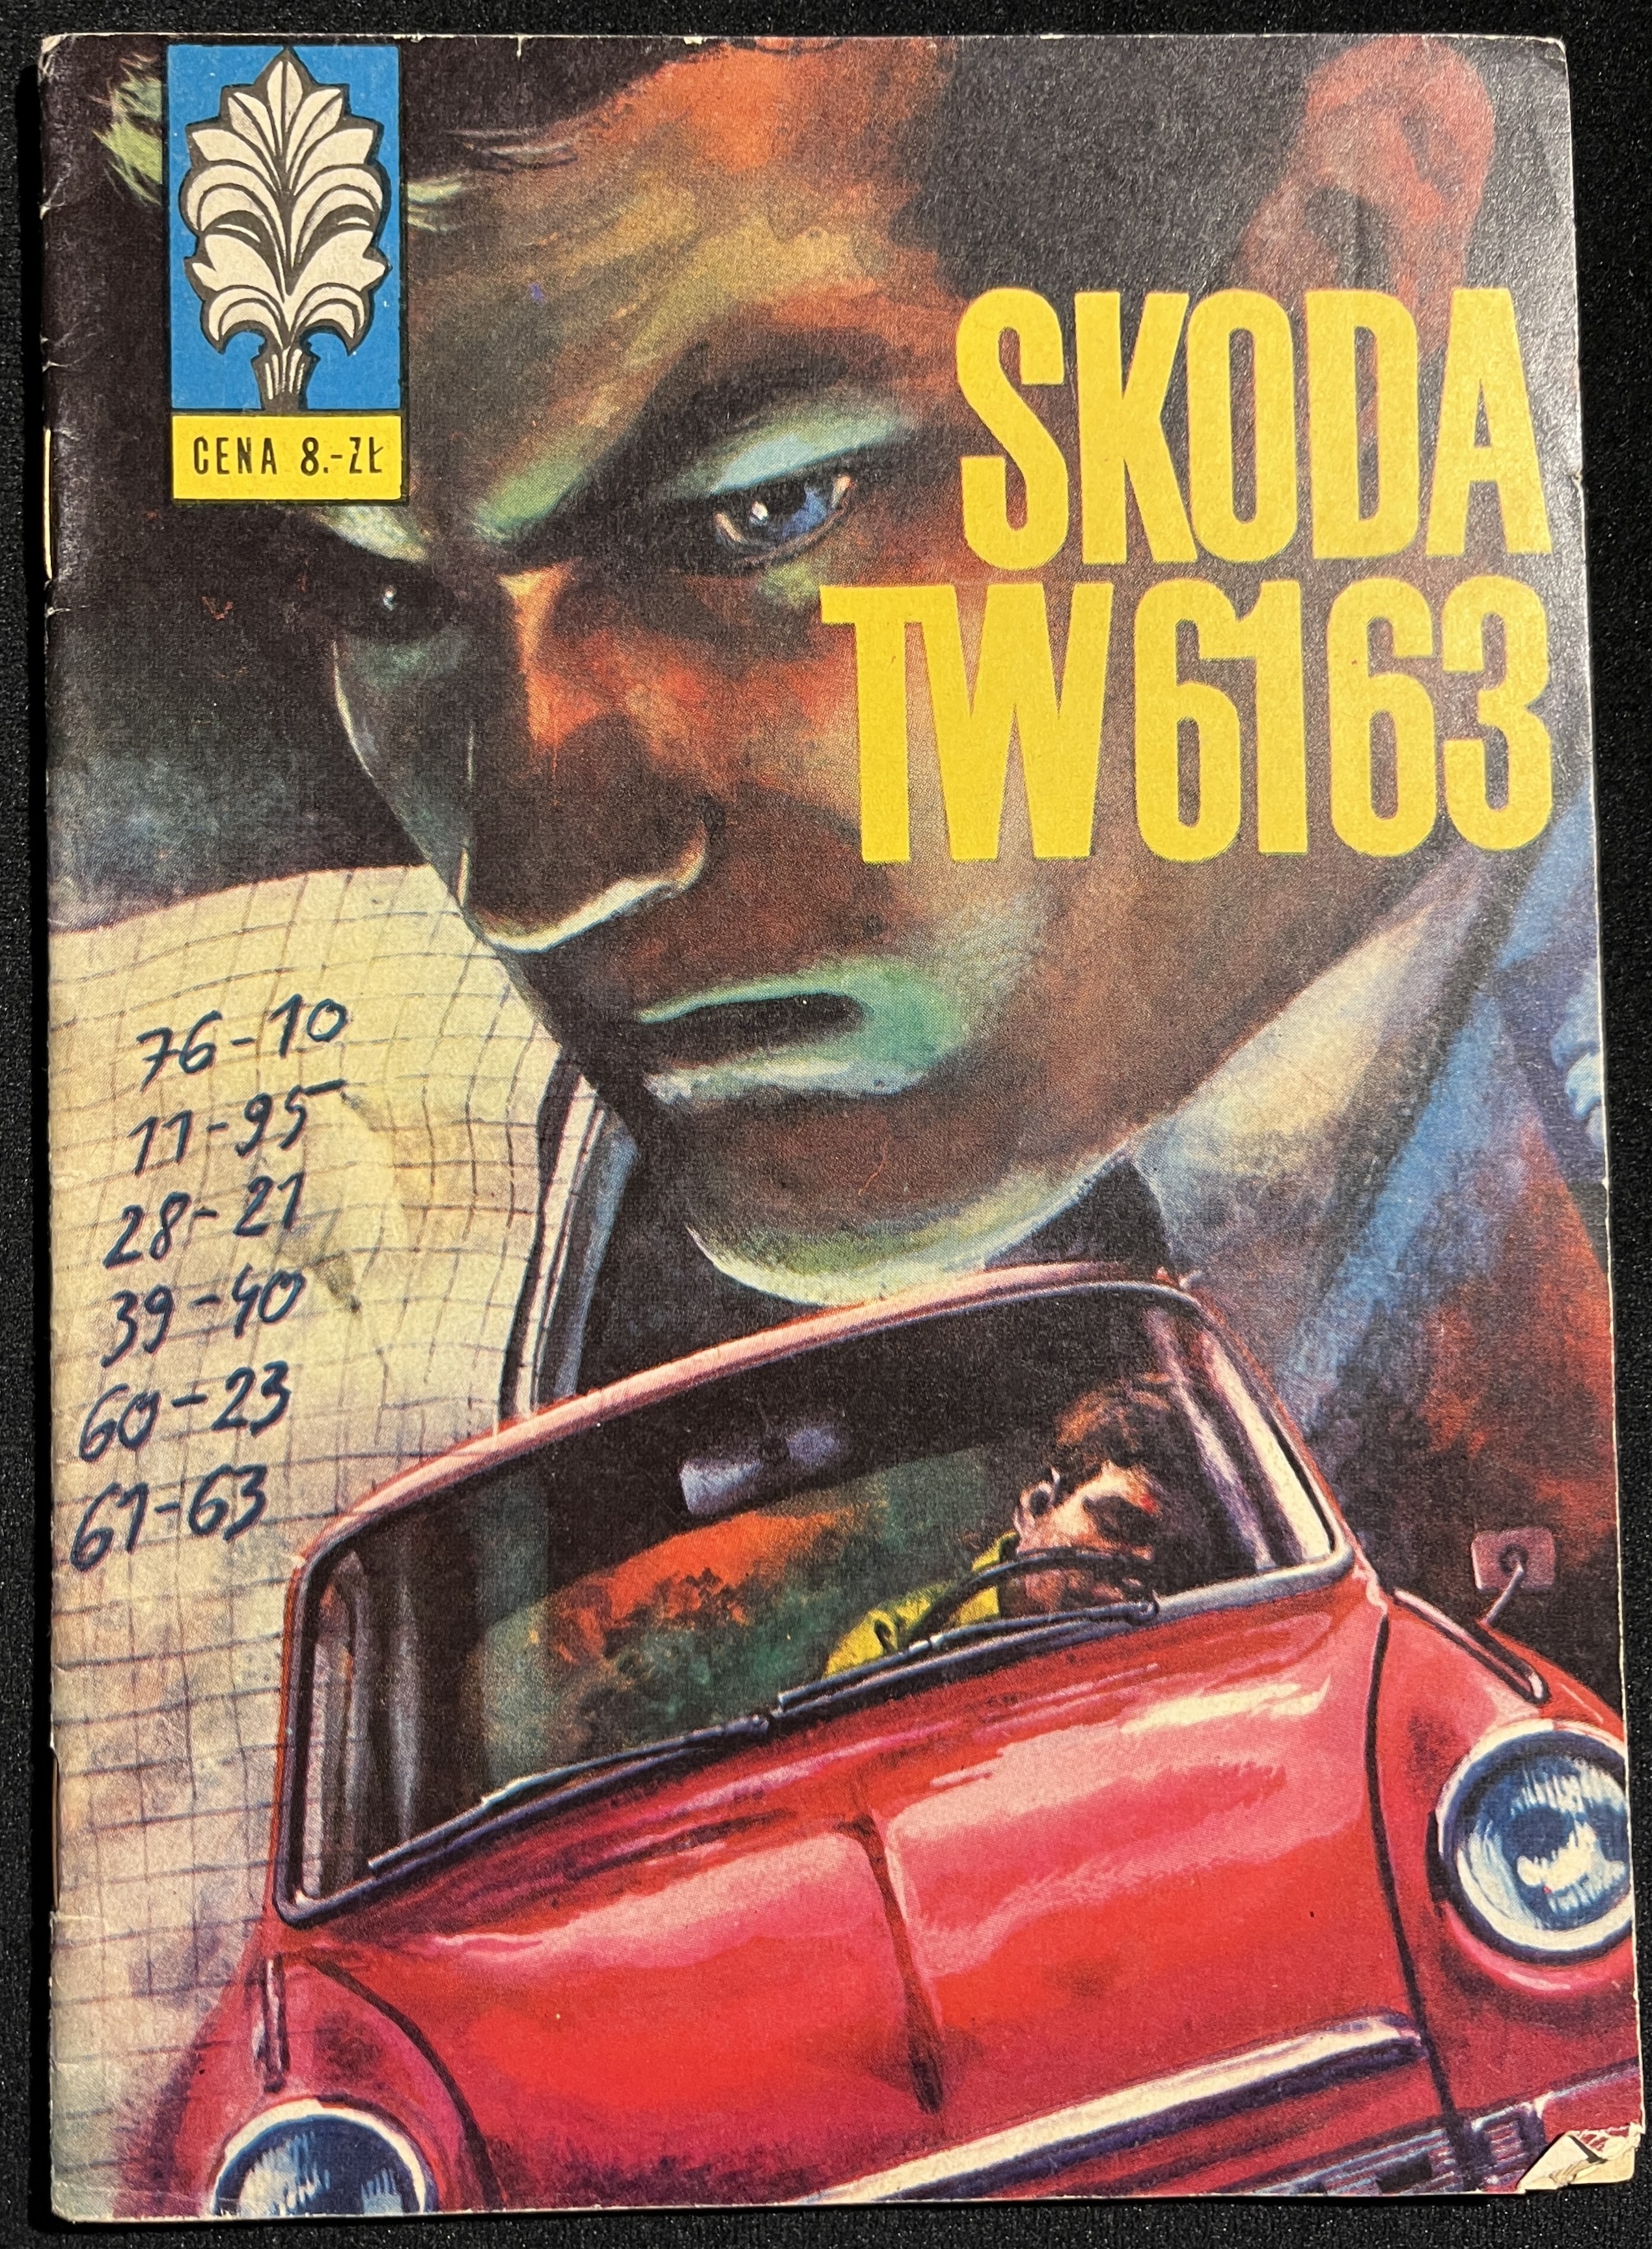 CENA 8.-ZŁ
SKODA
TW6163
76-10
11-95
28-21
39-40
60-23
61-63